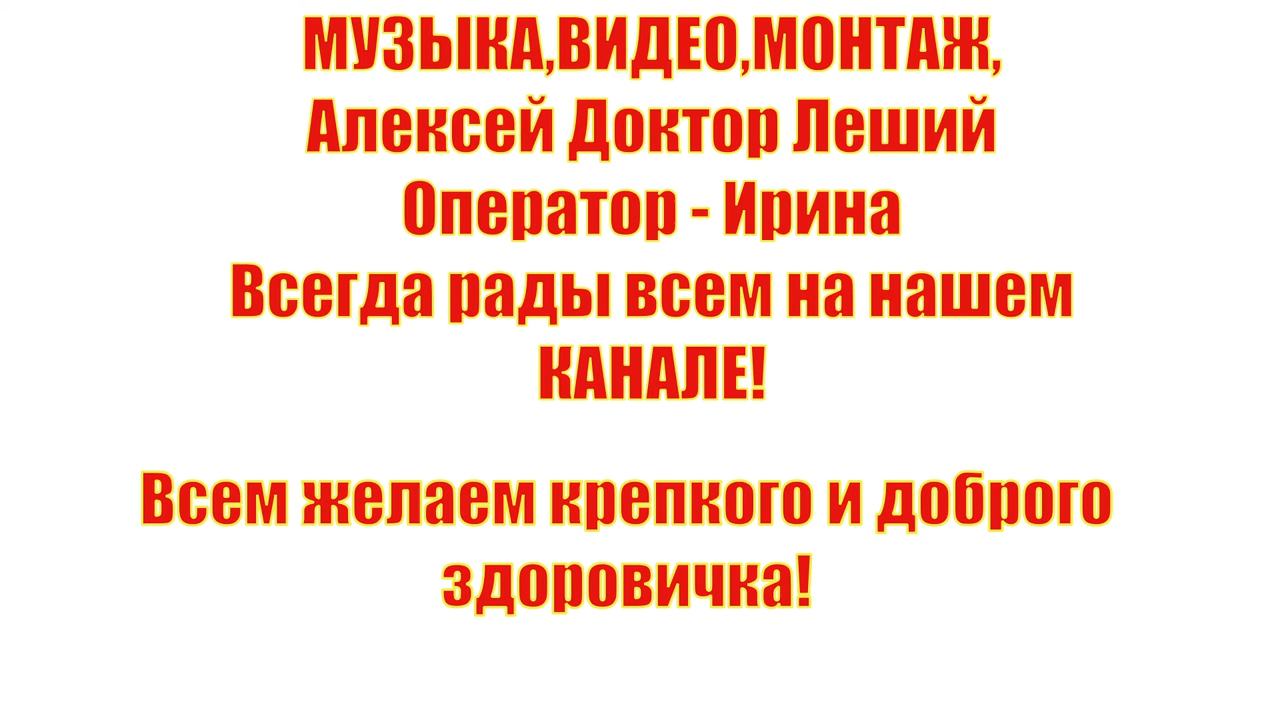 МУЗЫКА,ВИДЕО,МОНТАЖ,
Алексей Доктор Леший
Оператор - Ирина
Всегда рады всем на нашем
КАНАЛЕ!
Всем желаем крепкого и доброго
здоровичка!